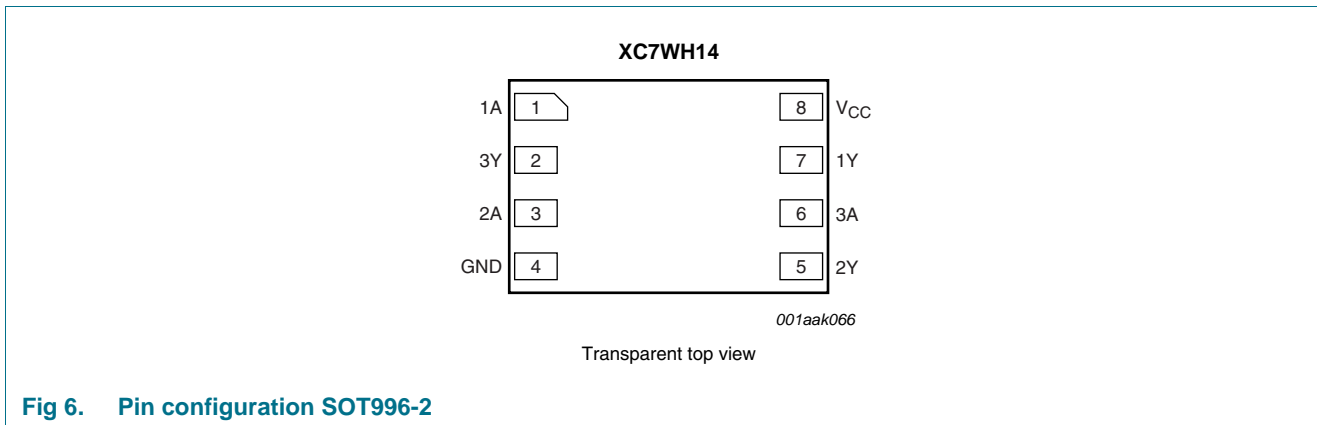 XC7WH14
1A 1 8 VCC
3Y 2 7 1Y
2A 3 6 3A
GND 4 5 2Y
001aak066
Transparent top view
Fig 6. Pin configuration SOT996-2